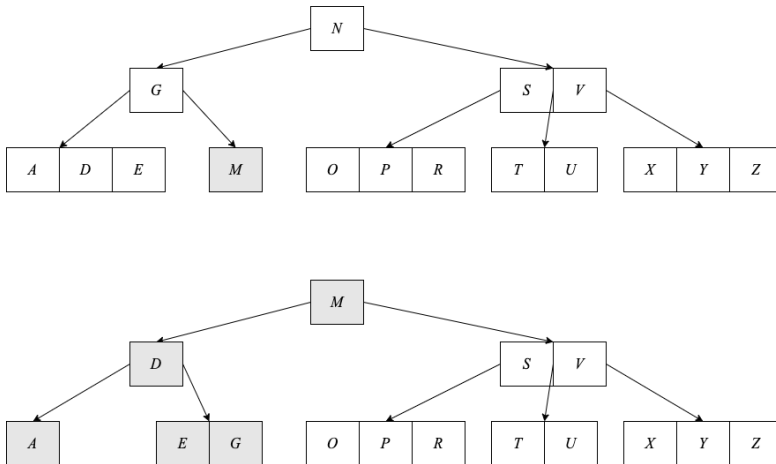 N
G S V
A D E M O P R T U X Y Z
M
D S V
A E G O P R T U X Y Z